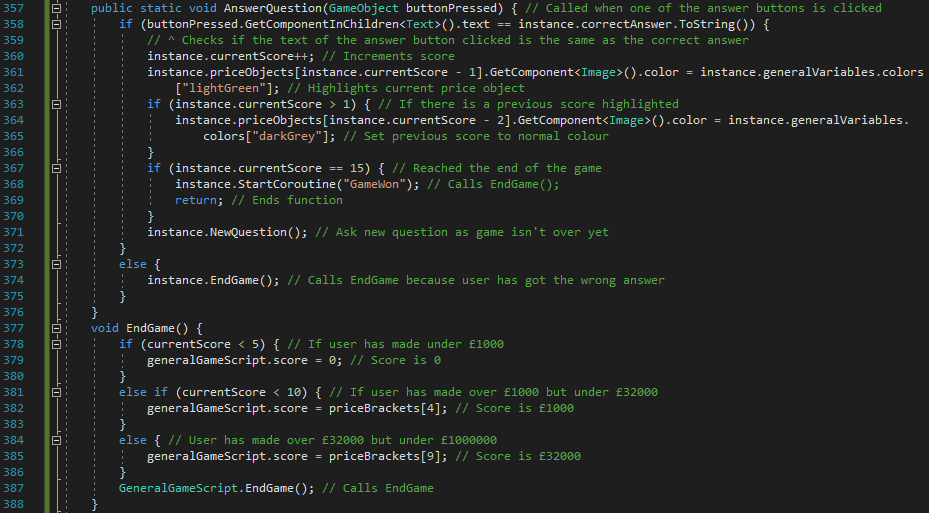 357 public static void AnswerQuestion(GameObject buttonPressed) { // Called when one of the answer buttons is clicked
358 if (buttonPressed.GetComponentInChildren<Text>().text == instance.correctAnswer.ToString()) {
359 // ^ Checks if the text of the answer button clicked is the same as the correct answer
360 instance.currentScore++; // Increments score
361 instance.priceObjects[instance.currentScore - 1].GetComponent<Image>().color = instance.generalVariables.colors
362 ["lightGreen"]; // Highlights current price object
363 if (instance.currentScore > 1) { // If there is a previous score highlighted
364 instance.priceObjects[instance.currentScore - 2].GetComponent<Image>().color = instance.generalVariables.
365 colors["darkGrey"]; // Set previous score to normal colour
366 }
367 if (instance.currentScore == 15) { // Reached the end of the game
368 instance.StartCoroutine("GameWon"); // Calls EndGame();
369 return; // Ends function
370 }
371 instance.NewQuestion(); // Ask new question as game isn't over yet
372 }
373 else {
374 instance.EndGame(); // Calls EndGame because user has got the wrong answer
375 }
376 }
377 void EndGame() {
378 if (currentScore < 5) { // If user has made under £1000
379 generalGameScript.score = 0; // Score is 0
380 }
381 else if (currentScore < 10) { // If user has made over £1000 but under £32000
382 generalGameScript.score = priceBrackets[4]; // Score is £1000
383 }
384 else { // User has made over £32000 but under £1000000
385 generalGameScript.score = priceBrackets[9]; // Score is £32000
386 }
387 GeneralGameScript.EndGame(); // Calls EndGame
388 }